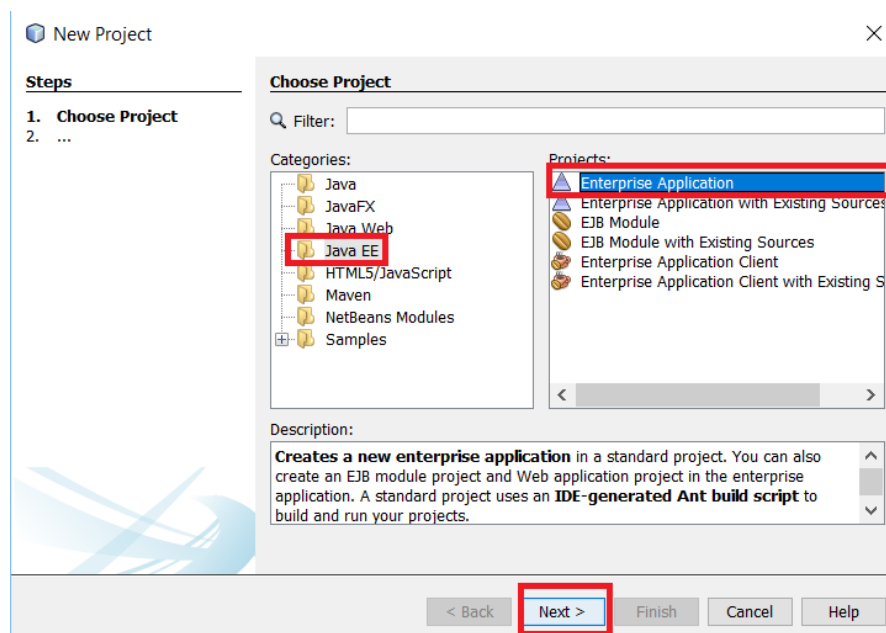 New Project
Steps
1. Choose Project
2. ...
Choose Project
Filter:
Categories:
Java
JavaFX
Java Web
Java EE
HTML5/JavaScript
Maven
NetBeans Modules
Samples
Projects:
Enterprise Application
Enterprise Application with Existing Sources
EJB Module
EJB Module with Existing Sources
Enterprise Application Client
Enterprise Application Client with Existing S
Description:
Creates a new enterprise application in a standard project. You can also
create an EJB module project and Web application project in the enterprise
application. A standard project uses an IDE-generated Ant build script to
build and run your projects.
< Back Next > Finish Cancel Help